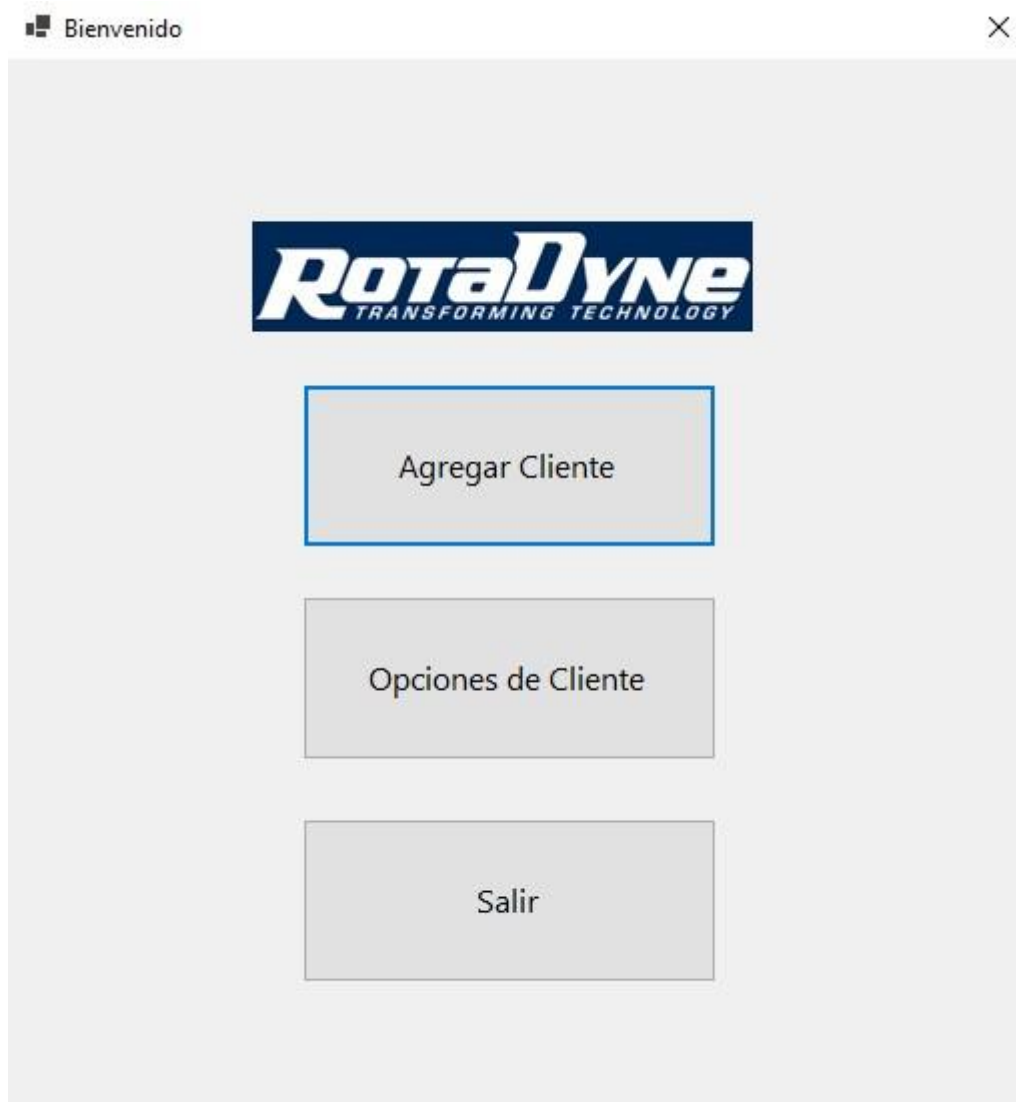 Bienvenido
RotaDyne
TRANSFORMING TECHNOLOGY
Agregar Cliente
Opciones de Cliente
Salir